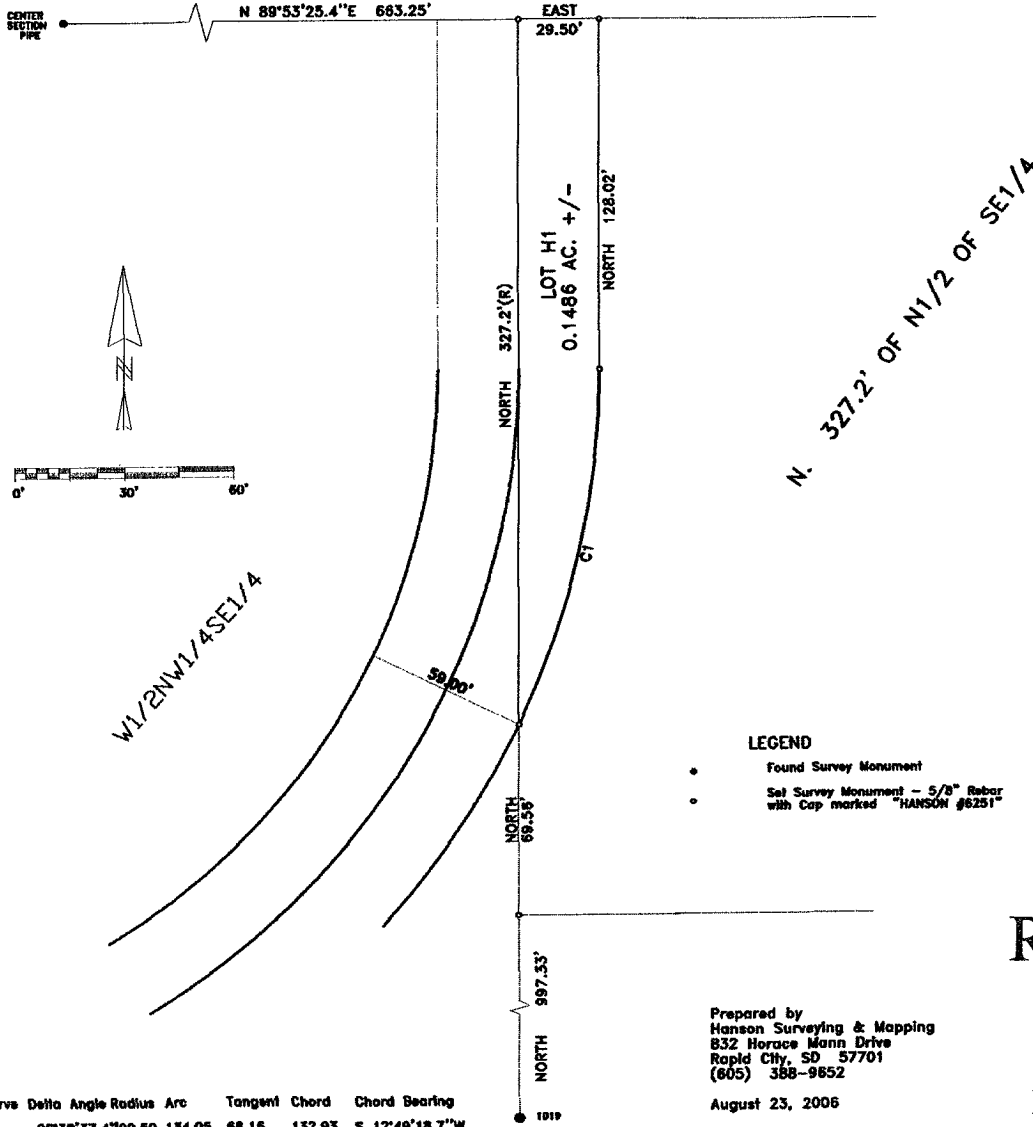 CENTER
SECTION
PIPE
N 89°53'25.4"E 663.25'
EAST
29.50'
NORTH 128.02'
LOT H1
0.1486 AC. +/-
NORTH 327.2'(R)
N. 327.2' OF N1/2 OF SE1/4
N
0' 30' 60'
C1
W1/2NW1/4SE1/4
59.00'
LEGEND
Found Survey Monument
Set Survey Monument - 5/8" Rebar
with Cap marked "HANSON #6251"
NORTH
69.55'
R
NORTH 997.33'
Prepared by
Hanson Surveying & Mapping
832 Horace Mann Drive
Rapid City, SD 57701
(605) 388-9652
August 23, 2006
rve Delta Angle Radius Arc Tangent Chord Chord Bearing
134.05 68.16 132.93 S 12°49'18.7"W
1019